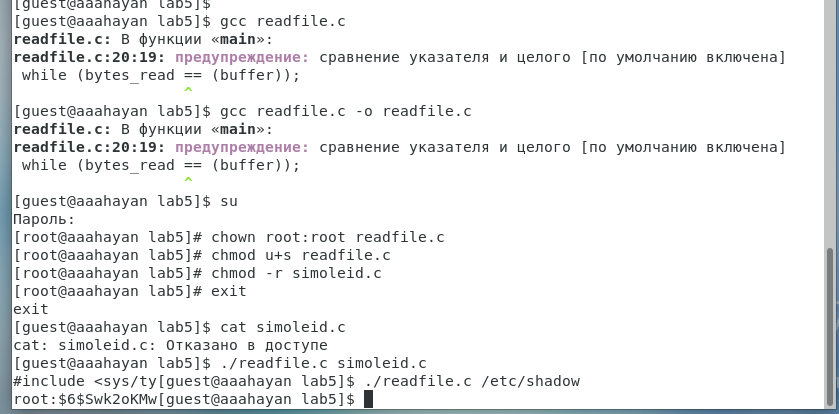 [guest@aaahayan lab5]$
[guest@aaahayan lab5]$ gcc readfile.c
readfile.c: В функции «main»:
readfile.c:20:19: предупреждение: сравнение указателя и целого [по умолчанию включена]
 while (bytes_read == (buffer));
                   ^
[guest@aaahayan lab5]$ gcc readfile.c -o readfile.c
readfile.c: В функции «main»:
readfile.c:20:19: предупреждение: сравнение указателя и целого [по умолчанию включена]
 while (bytes_read == (buffer));
                   ^
[guest@aaahayan lab5]$ su
Пароль:
[root@aaahayan lab5]# chown root:root readfile.c
[root@aaahayan lab5]# chmod u+s readfile.c
[root@aaahayan lab5]# chmod -r simoleid.c
[root@aaahayan lab5]# exit
exit
[guest@aaahayan lab5]$ cat simoleid.c
cat: simoleid.c: Отказано в доступе
[guest@aaahayan lab5]$ ./readfile.c simoleid.c
#include <sys/ty[guest@aaahayan lab5]$ ./readfile.c /etc/shadow
root:$6$Swk2oKMw[guest@aaahayan lab5]$